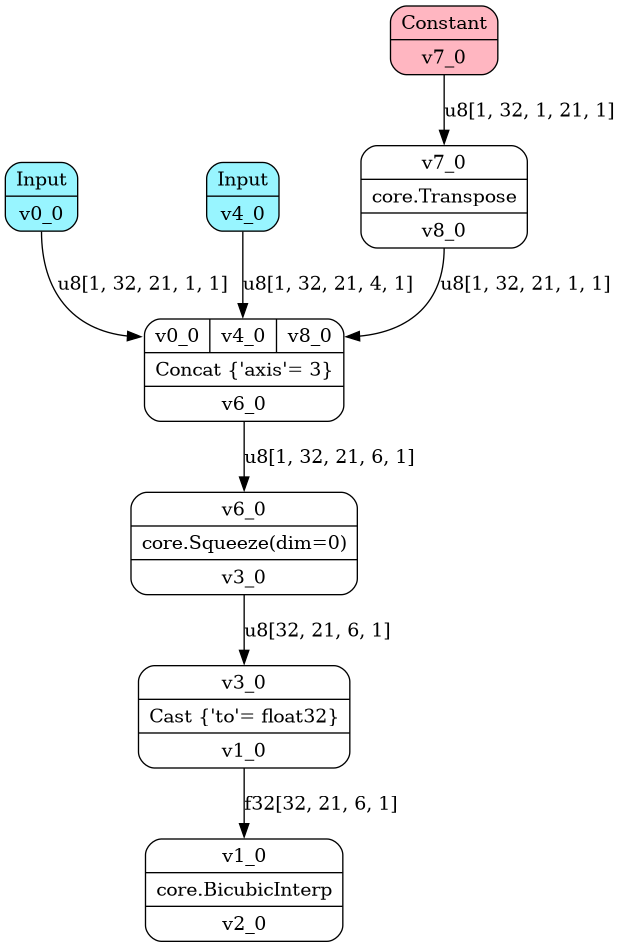 Constant
v7_0
u8[1, 32, 1, 21, 1]
v7_0
core.Transpose
v8_0
Input
v0_0
Input
v4_0
u8[1, 32, 21, 1, 1]
u8[1, 32, 21, 4, 1]
u8[1, 32, 21, 1, 1]
v0_0 v4_0 v8_0
Concat {'axis'= 3}
v6_0
u8[1, 32, 21, 6, 1]
v6_0
core.Squeeze(dim=0)
v3_0
u8[32, 21, 6, 1]
v3_0
Cast {'to'= float32}
v1_0
f32[32, 21, 6, 1]
v1_0
core.BicubicInterp
v2_0